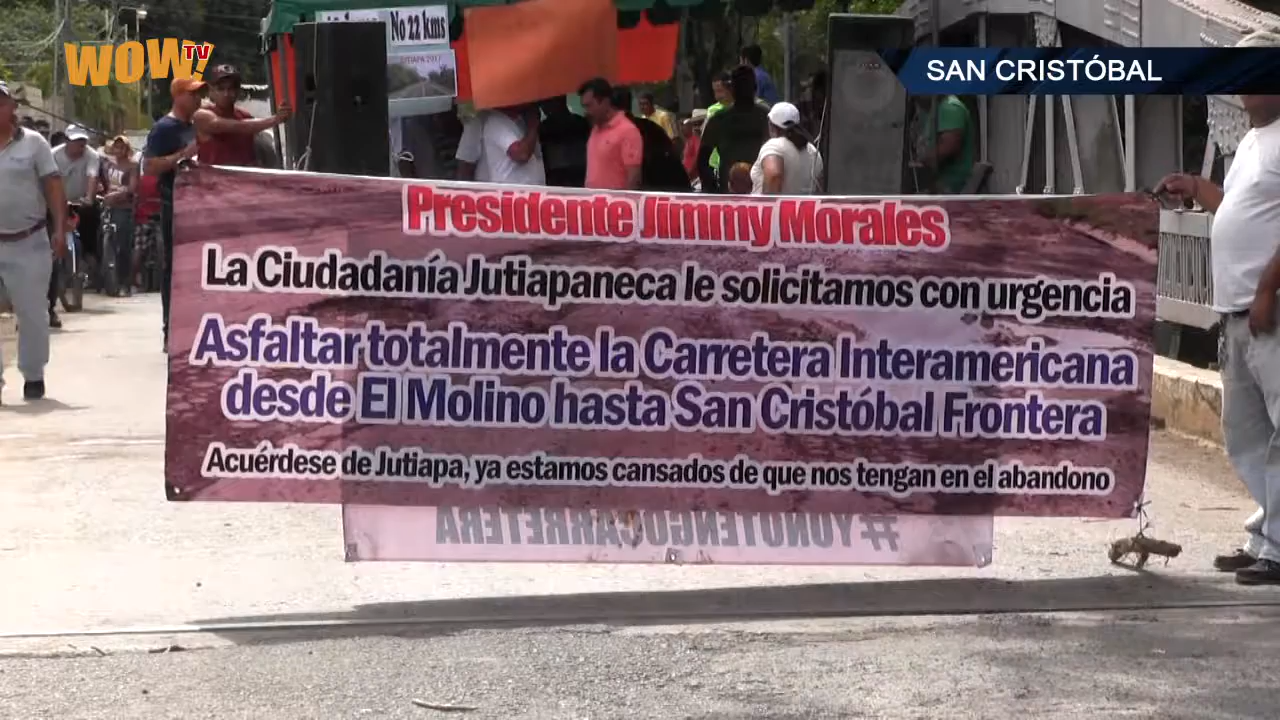 WOW! TV
No 22 kms
JUTIAPA 2017
SAN CRISTÓBAL
Presidente Jimmy Morales
La Ciudadanía Jutiapaneca le solicitamos con urgencia
Asfaltar totalmente la Carretera Interamericana
desde El Molino hasta San Cristóbal Frontera
Acuérdese de Jutiapa, ya estamos cansados de que nos tengan en el abandono
#YONOTENGOCARRETERA